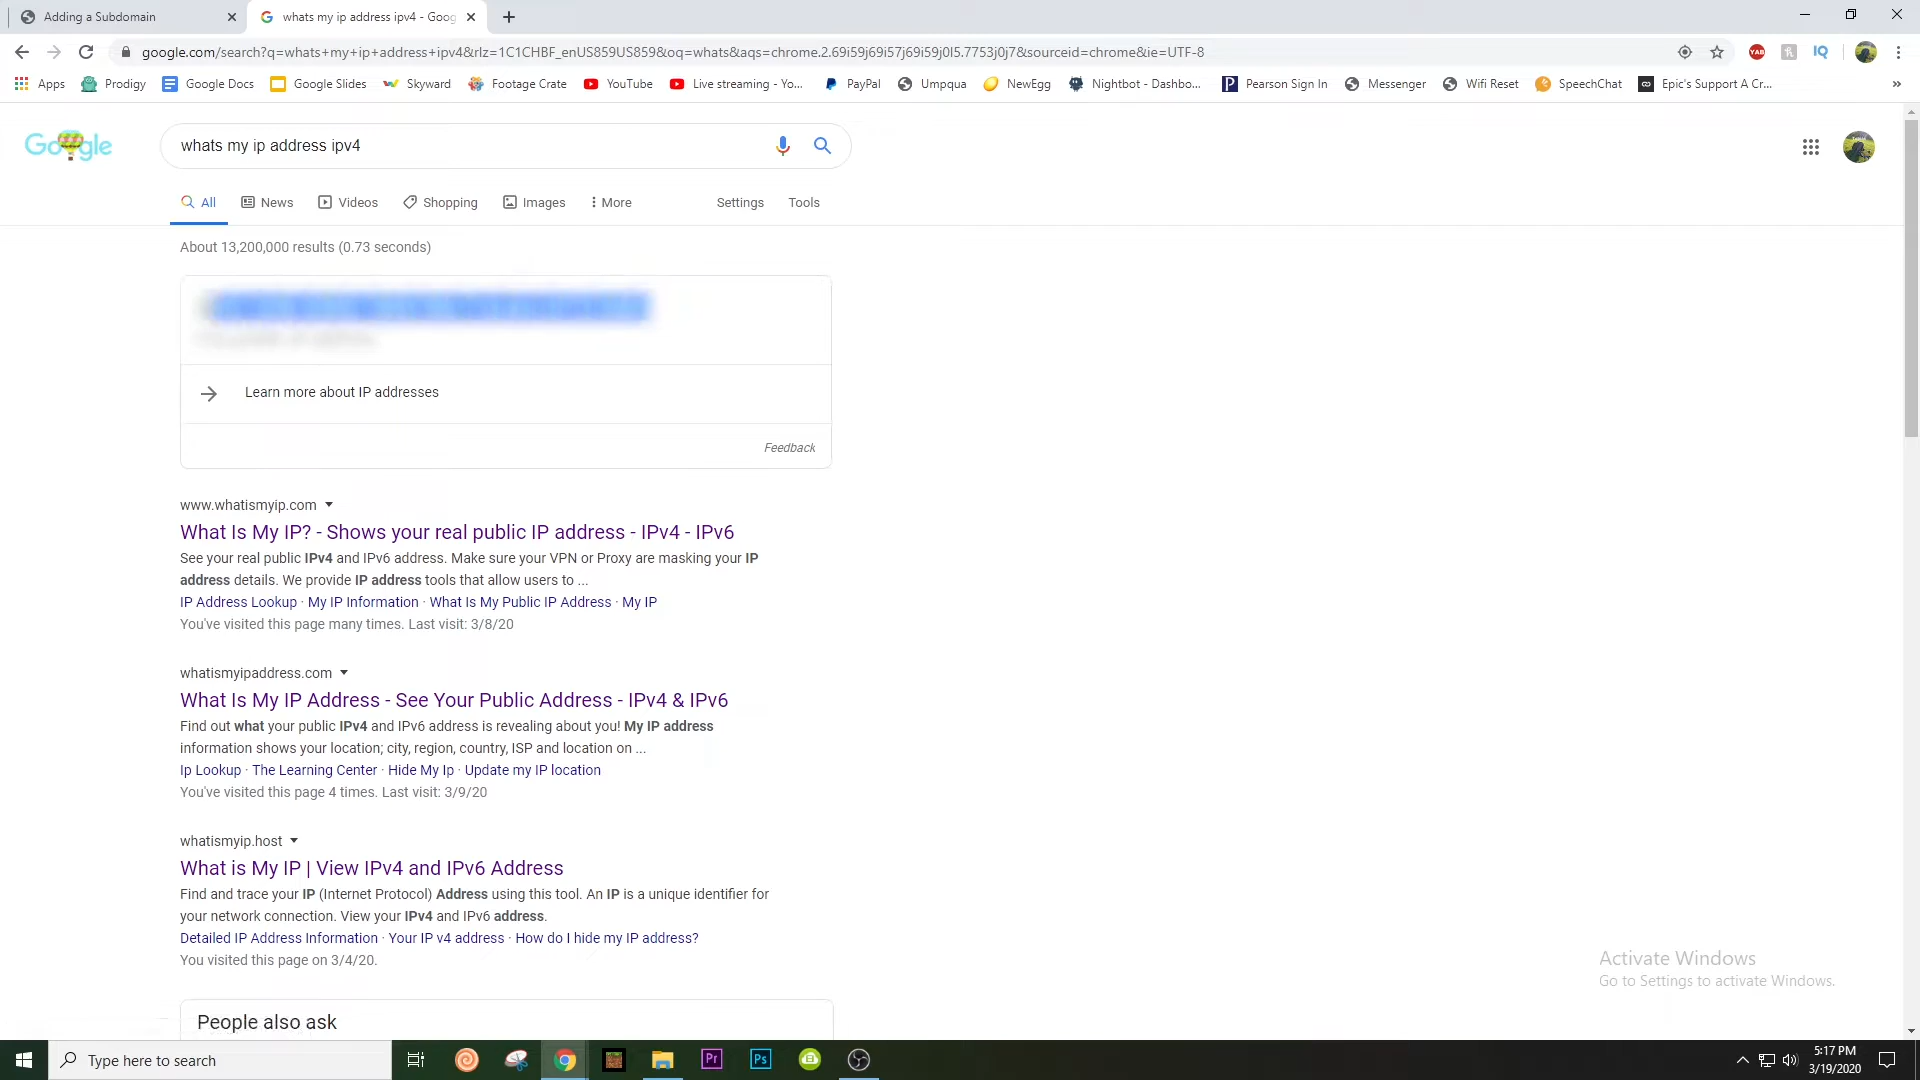 Adding a Subdomain
whats my ip address ipv4 - Goog
google.com/search?q=whats+my+ip+address+ipv4&rlz=1C1CHBF_enUS859US859&oq=whats&aqs=chrome.2.69i59j69i57j69i59j0l5.7753j0j7&sourceid=chrome&ie=UTF-8
YAB
IQ
Apps
Prodigy
Google Docs
Google Slides
Skyward
Footage Crate
YouTube
Live streaming - Yo...
PayPal
Umpqua
NewEgg
Nightbot - Dashbo...
Pearson Sign In
Messenger
Wifi Reset
SpeechChat
Epic's Support A Cr...
Google
whats my ip address ipv4
All
News
Videos
Shopping
Images
More
Settings
Tools
About 13,200,000 results (0.73 seconds)
Learn more about IP addresses
Feedback
www.whatismyip.com
What Is My IP? - Shows your real public IP address - IPv4 - IPv6
See your real public IPv4 and IPv6 address. Make sure your VPN or Proxy are masking your IP
address details. We provide IP address tools that allow users to ...
IP Address Lookup · My IP Information · What Is My Public IP Address · My IP
You've visited this page many times. Last visit: 3/8/20
whatismyipaddress.com
What Is My IP Address - See Your Public Address - IPv4 & IPv6
Find out what your public IPv4 and IPv6 address is revealing about you! My IP address
information shows your location; city, region, country, ISP and location on ...
Ip Lookup · The Learning Center · Hide My Ip · Update my IP location
You've visited this page 4 times. Last visit: 3/9/20
whatismyip.host
What is My IP | View IPv4 and IPv6 Address
Find and trace your IP (Internet Protocol) Address using this tool. An IP is a unique identifier for
your network connection. View your IPv4 and IPv6 address.
Detailed IP Address Information · Your IP v4 address · How do I hide my IP address?
You visited this page on 3/4/20.
People also ask
Activate Windows
Go to Settings to activate Windows.
Type here to search
Pr
Ps
5:17 PM
3/19/2020